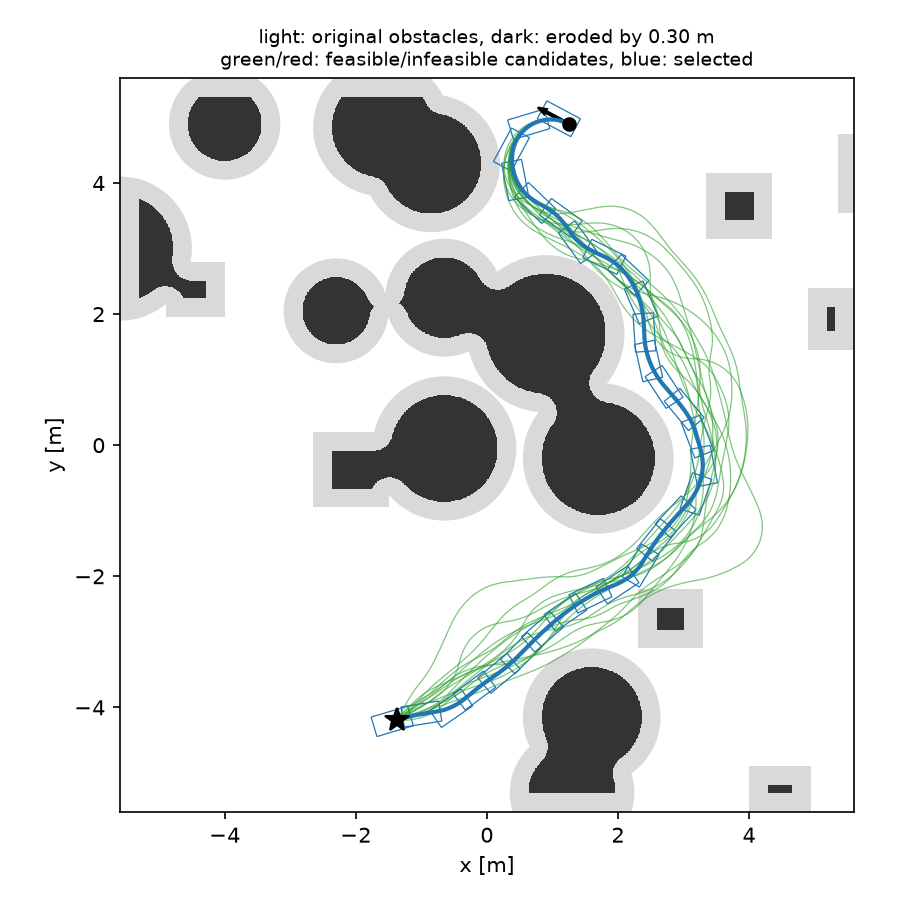 light: original obstacles, dark: eroded by 0.30 m
green/red: feasible/infeasible candidates, blue: selected
y [m]
4
2
0
−2
−4
−4
−2
0
2
4
x [m]